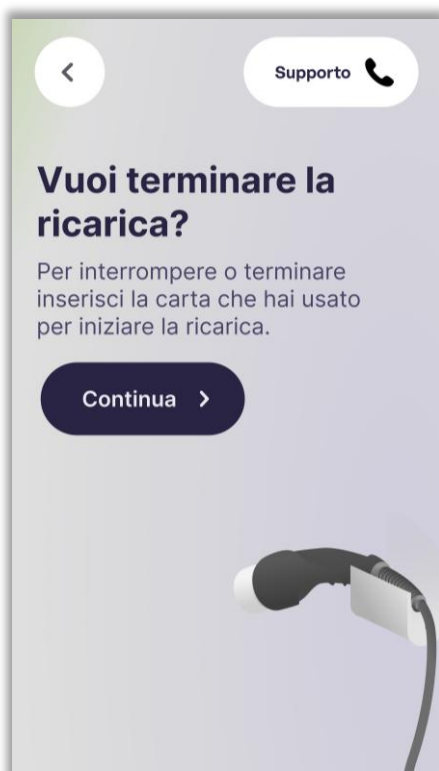 Supporto
Vuoi terminare la
ricarica?
Per interrompere o terminare
inserisci la carta che hai usato
per iniziare la ricarica.
Continua